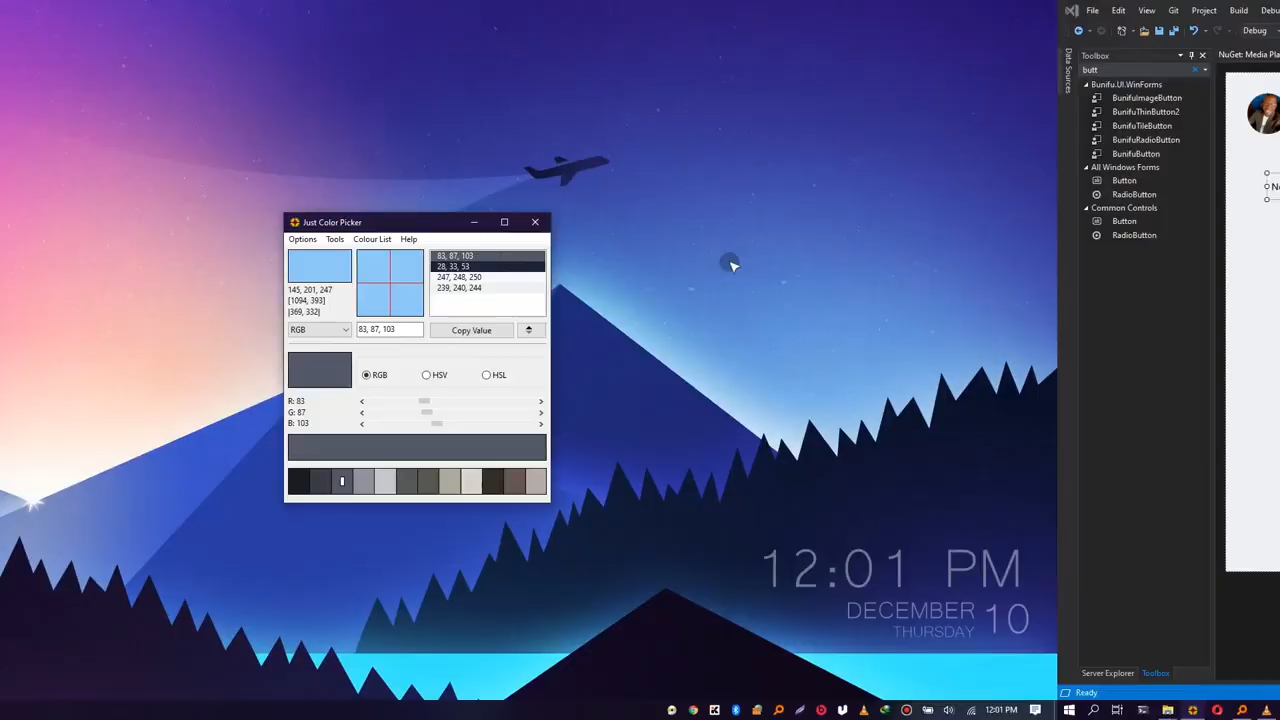 Just Color Picker
Options Tools Colour List Help
83, 87, 103
28, 33, 53
247, 248, 250
239, 240, 244
145, 201, 247
[1094, 393]
|369, 332|
RGB
83, 87, 103
Copy Value
RGB
HSV
HSL
R: 83
G: 87
B: 103
12:01 PM
DECEMBER
THURSDAY
10
12:01 PM
File Edit View Git Project Build Debu
Debug
Data Sources
Toolbox
butt
Bunifu.UI.WinForms
BunifuImageButton
BunifuThinButton2
BunifuTileButton
BunifuRadioButton
BunifuButton
All Windows Forms
Button
RadioButton
Common Controls
Button
RadioButton
Server Explorer Toolbox
Ready
NuGet: Media Pla